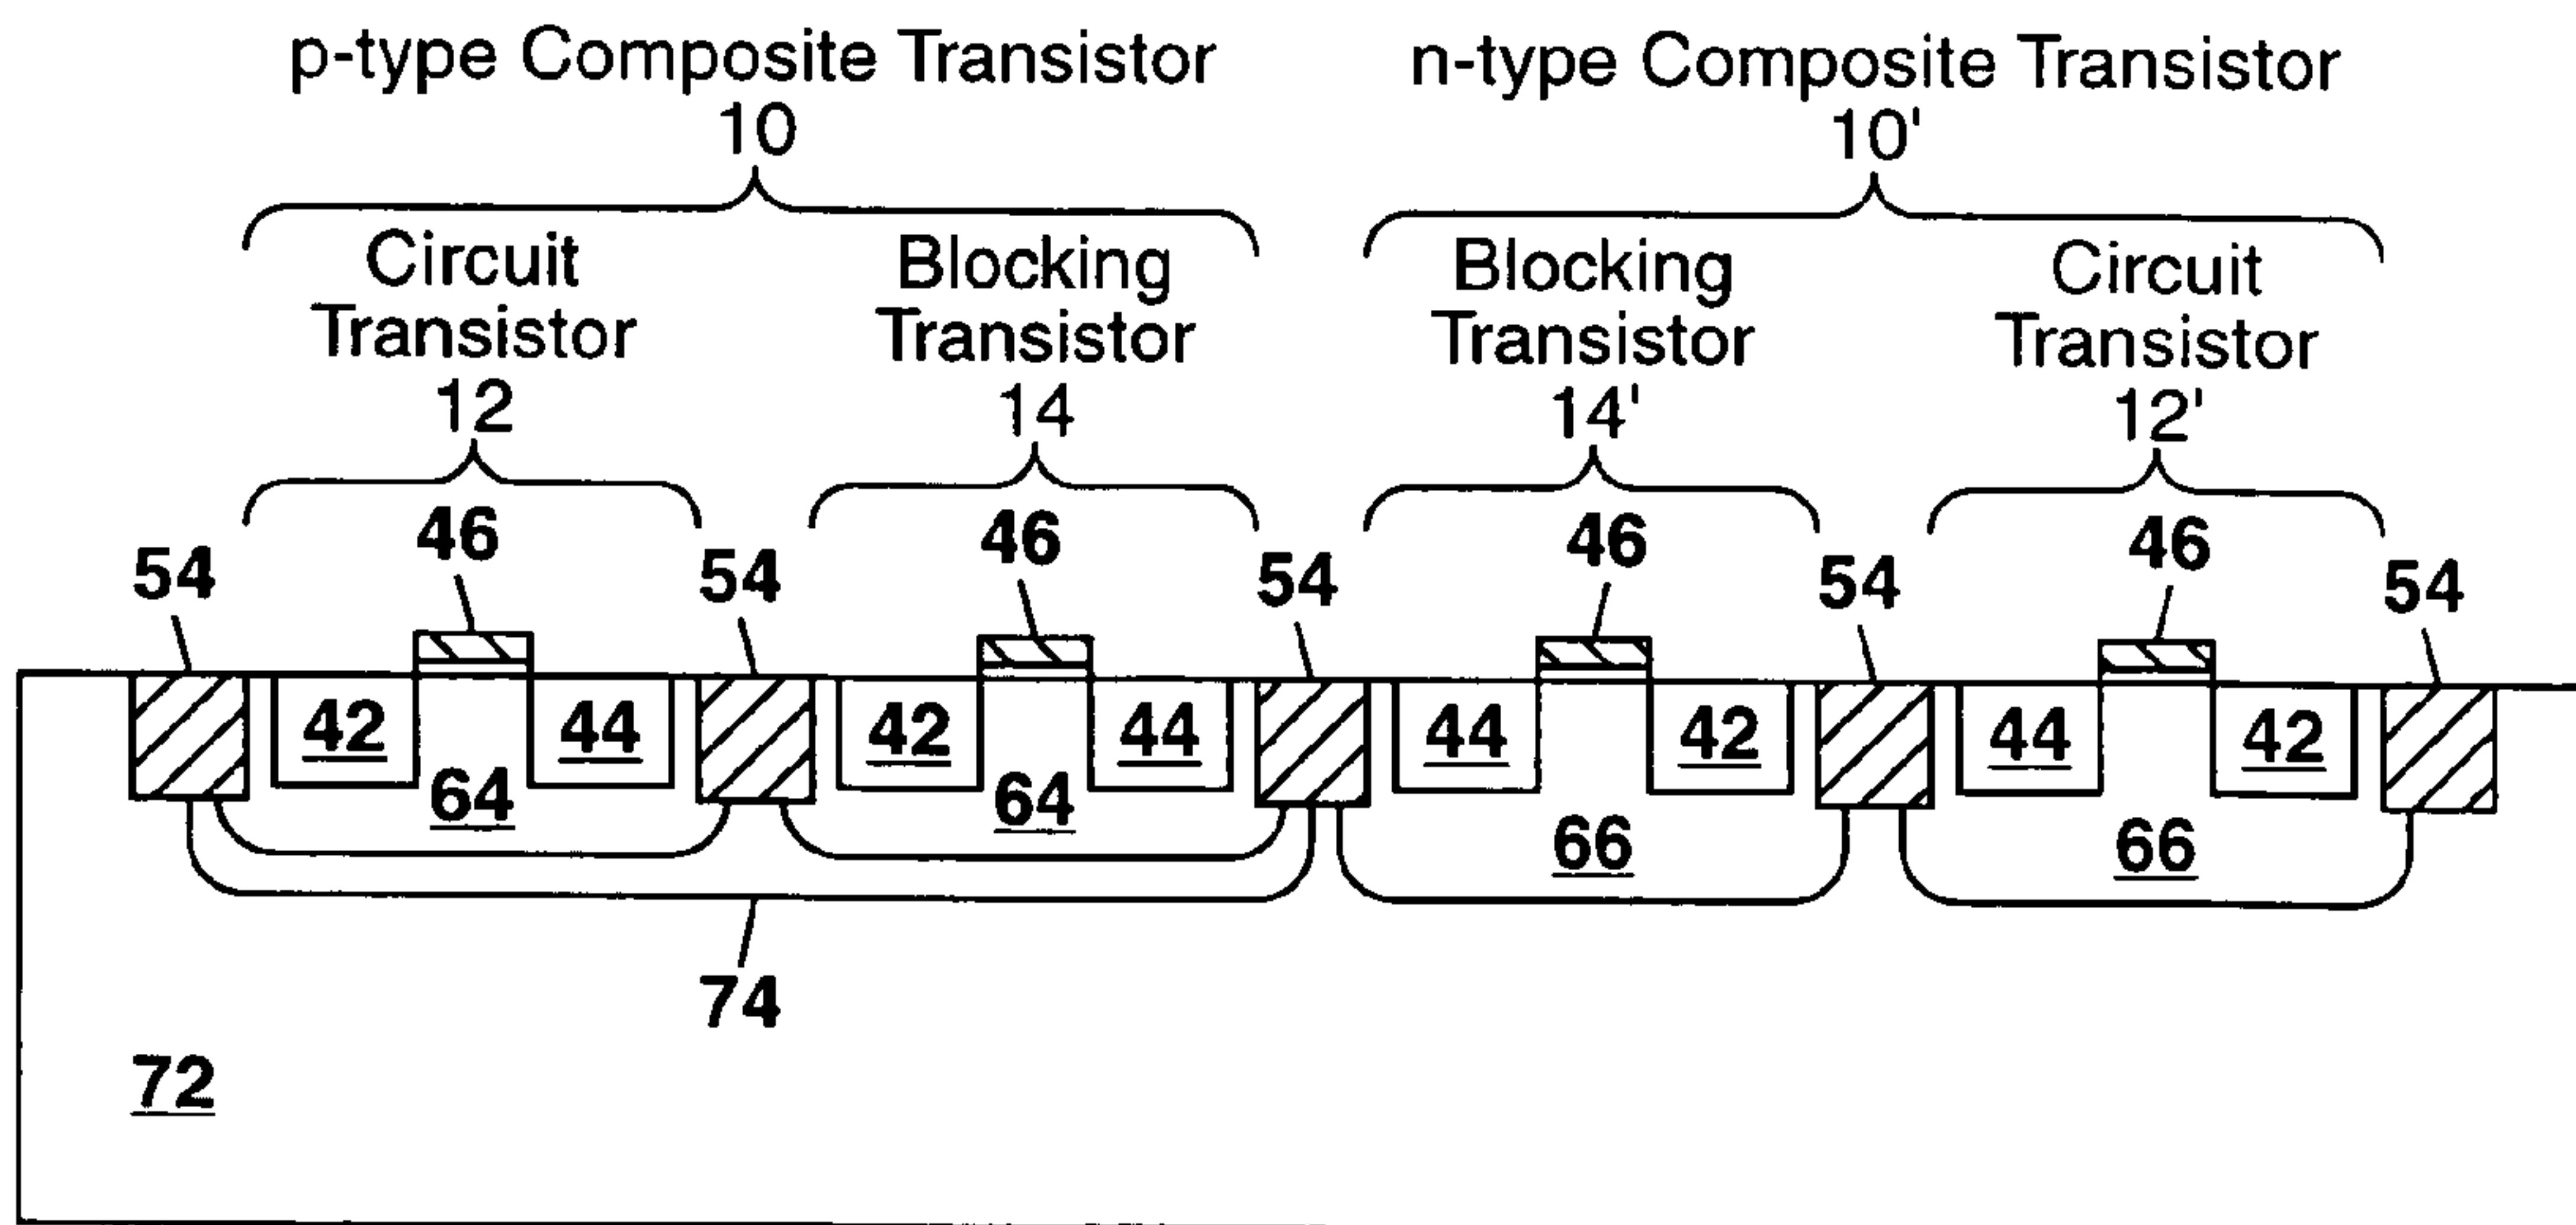 p-type Composite Transistor
10
n-type Composite Transistor
10'
Circuit
Transistor
12
Blocking
Transistor
14
Blocking
Transistor
14'
Circuit
Transistor
12'
54 46 54 46 54 46 54 46 54
42 44 42 44 44 42 44 42
64 64 66 66
74
72